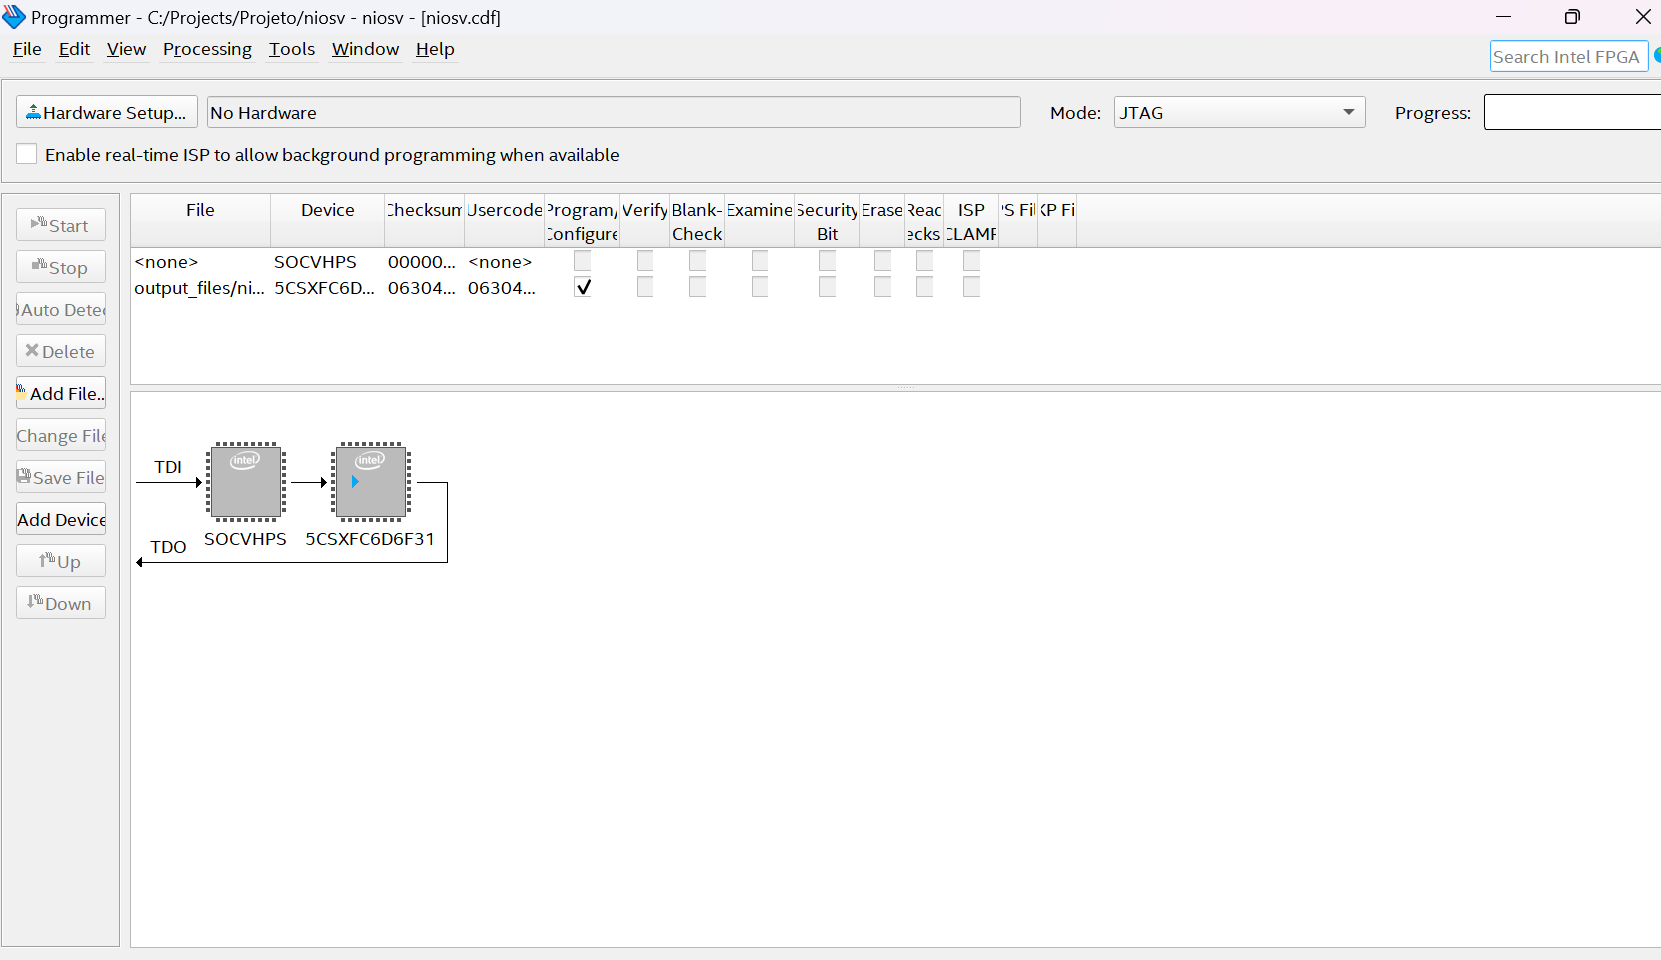 Programmer - C:/Projects/Projeto/niosv - niosv - [niosv.cdf]
File Edit View Processing Tools Window Help
Search Intel FPGA
Hardware Setup... No Hardware Mode: JTAG Progress:
Enable real-time ISP to allow background programming when available
File Device Checksum Usercode Program/ Verify Blank- Examine Security Erase ISP PS Fil KP Fi
Configure Check Bit ecks CLAMP
<none> SOCVHPS 00000... <none>
output_files/ni... 5CSXFC6D... 06304... 06304...
Start
Stop
Auto Detec
Delete
Add File..
Change File
Save File
Add Device
Up
Down
intel intel
TDI
SOCVHPS 5CSXFC6D6F31
TDO